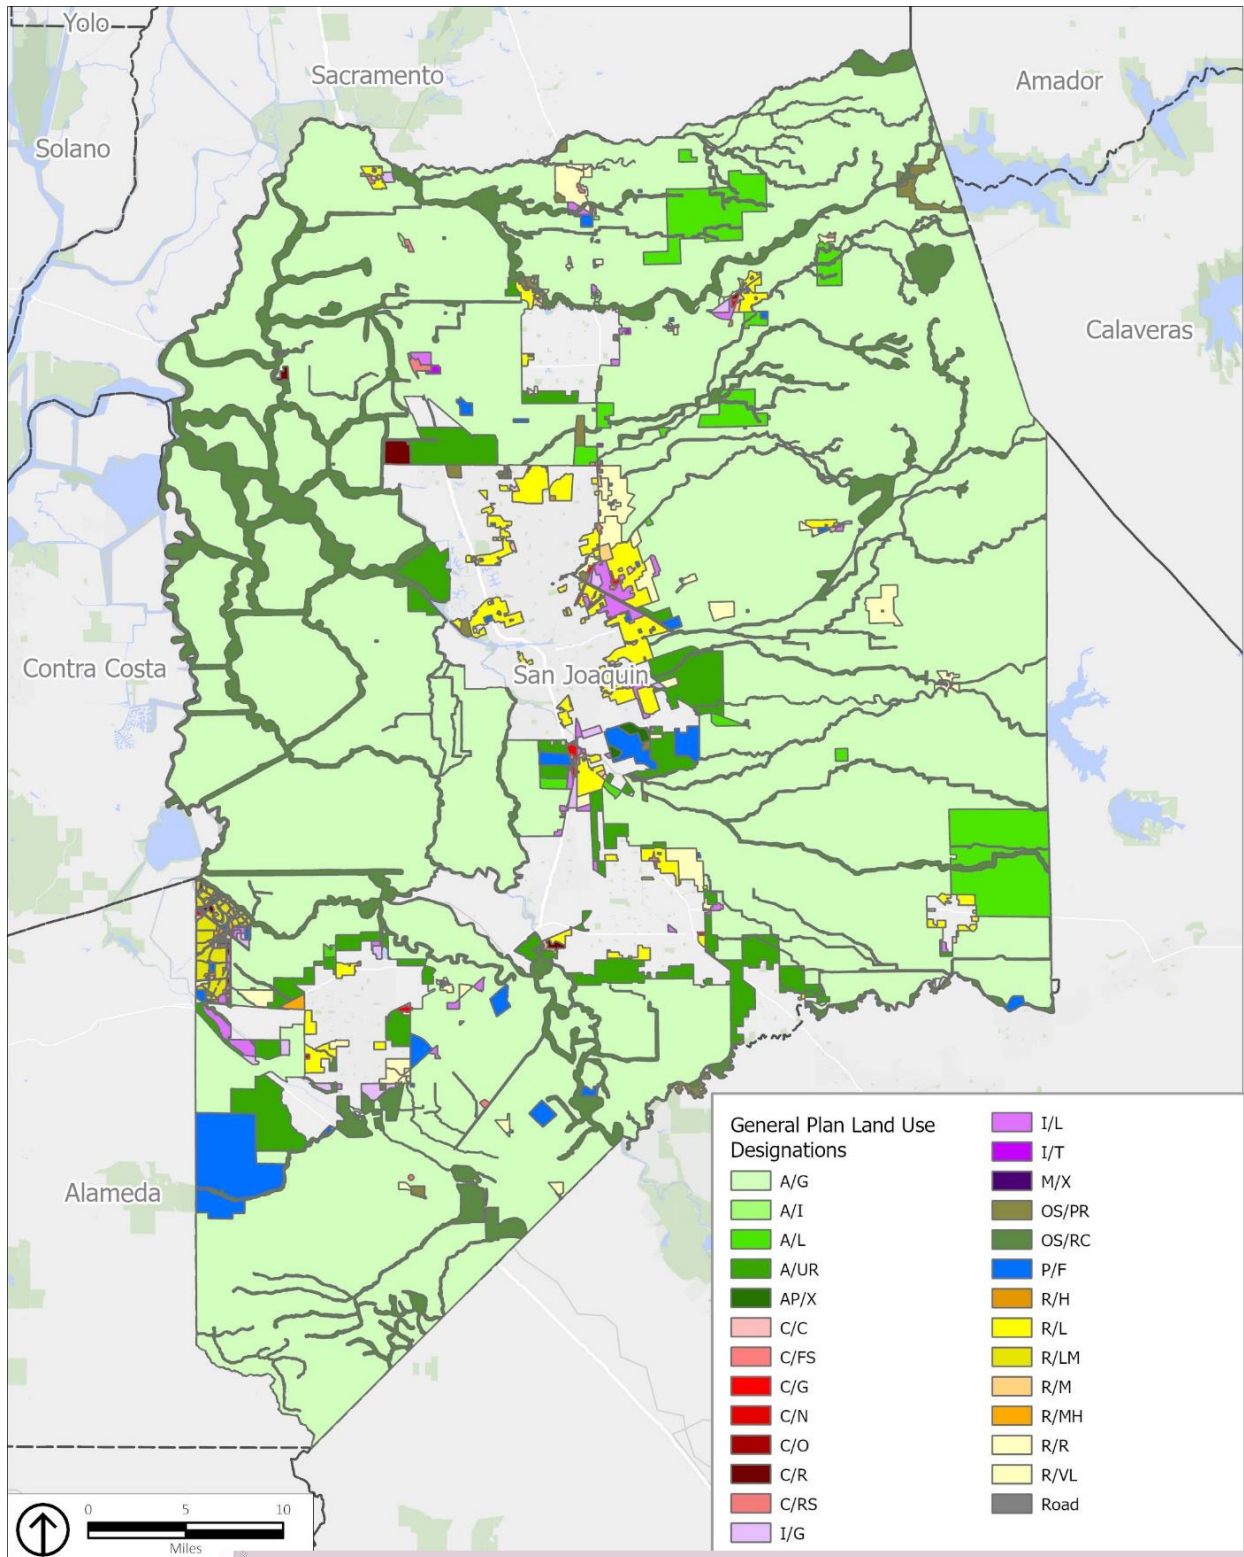 Yolo
Sacramento
Amador
Solano
Calaveras
Contra Costa
San Joaquin
Alameda
General Plan Land Use
Designations
A/G
A/I
A/L
A/UR
AP/X
C/C
C/FS
C/G
C/N
C/O
C/R
C/RS
I/G
I/L
I/T
M/X
OS/PR
OS/RC
P/F
R/H
R/L
R/LM
R/M
R/MH
R/R
R/VL
Road
0 5 10
Miles